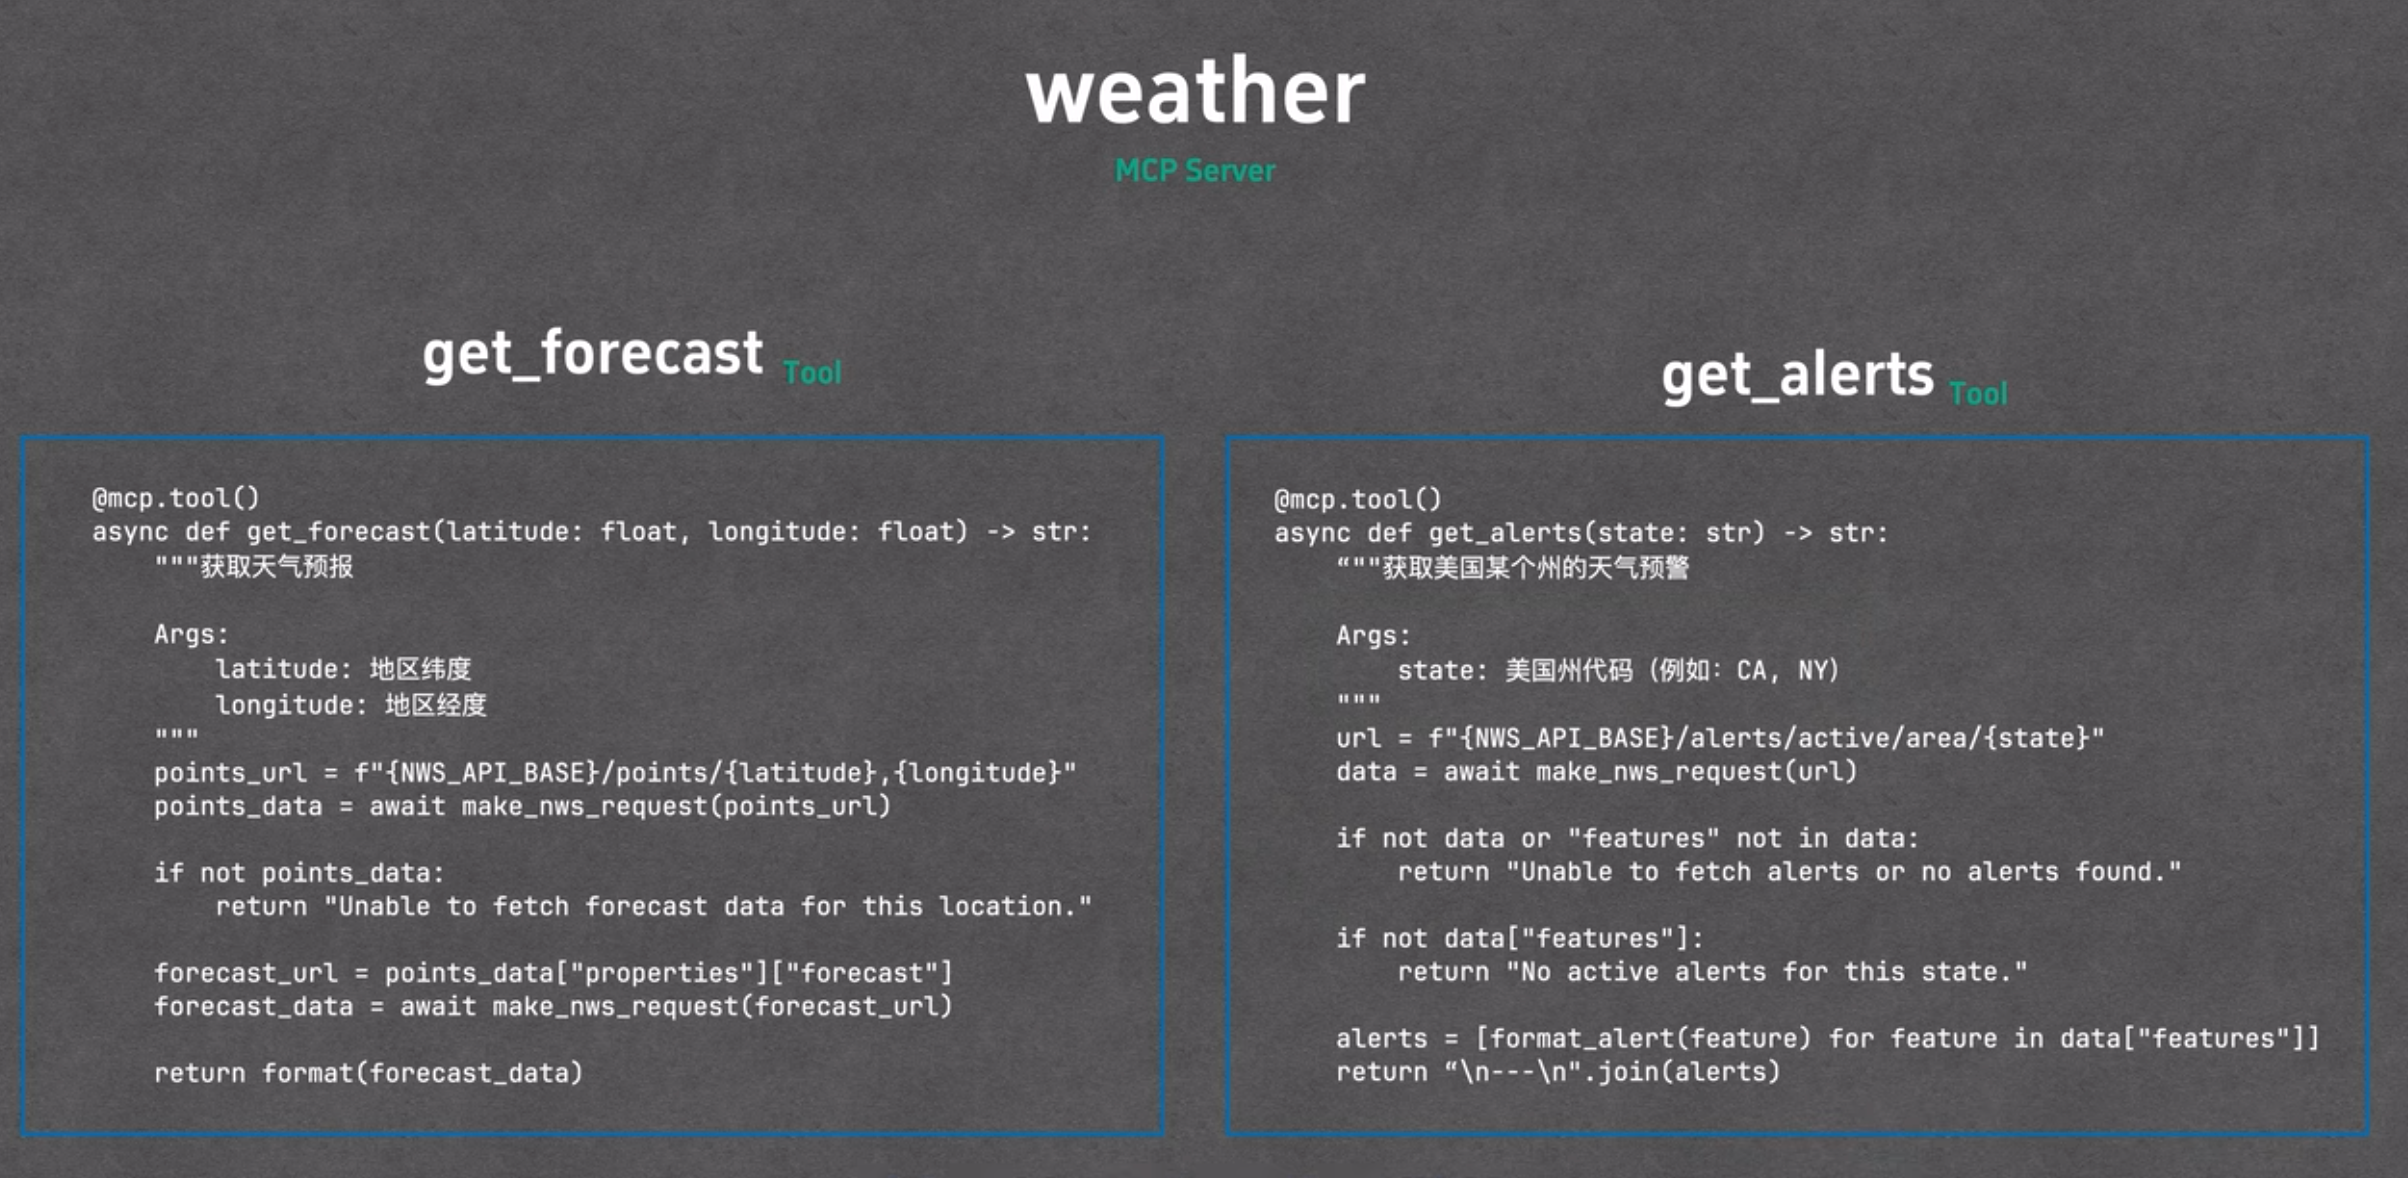 weather
MCP Server
get_forecast Tool
@mcp.tool()
async def get_forecast(latitude: float, longitude: float) -> str:
    """获取天气预报

    Args:
        latitude: 地区纬度
        longitude: 地区经度
    """
    points_url = f"{NWS_API_BASE}/points/{latitude},{longitude}"
    points_data = await make_nws_request(points_url)

    if not points_data:
        return "Unable to fetch forecast data for this location."

    forecast_url = points_data["properties"]["forecast"]
    forecast_data = await make_nws_request(forecast_url)

    return format(forecast_data)
get_alerts Tool
@mcp.tool()
async def get_alerts(state: str) -> str:
    “""获取美国某个州的天气预警

    Args:
        state: 美国州代码（例如：CA, NY）
    """
    url = f"{NWS_API_BASE}/alerts/active/area/{state}"
    data = await make_nws_request(url)

    if not data or "features" not in data:
        return "Unable to fetch alerts or no alerts found."

    if not data["features"]:
        return "No active alerts for this state."

    alerts = [format_alert(feature) for feature in data["features"]]
    return “\n---\n".join(alerts)